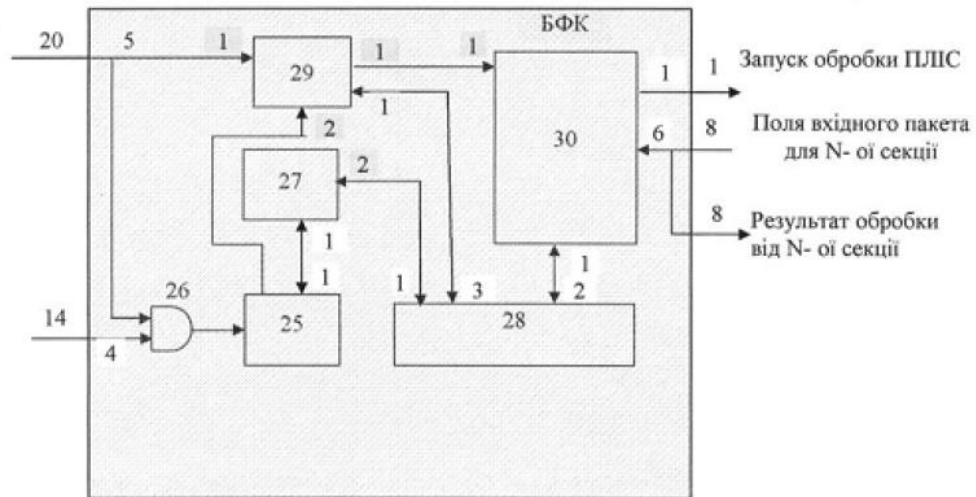 БФК
20 5 1 29 1 1 1 1 Запуск обробки ПЛІС
1
2 30 6 8 Поля вхідного пакета
для N- ої секції
27 2
8 Результат обробки
від N- ої секції
1 1
26 1 1 3 2
14 25 28
4